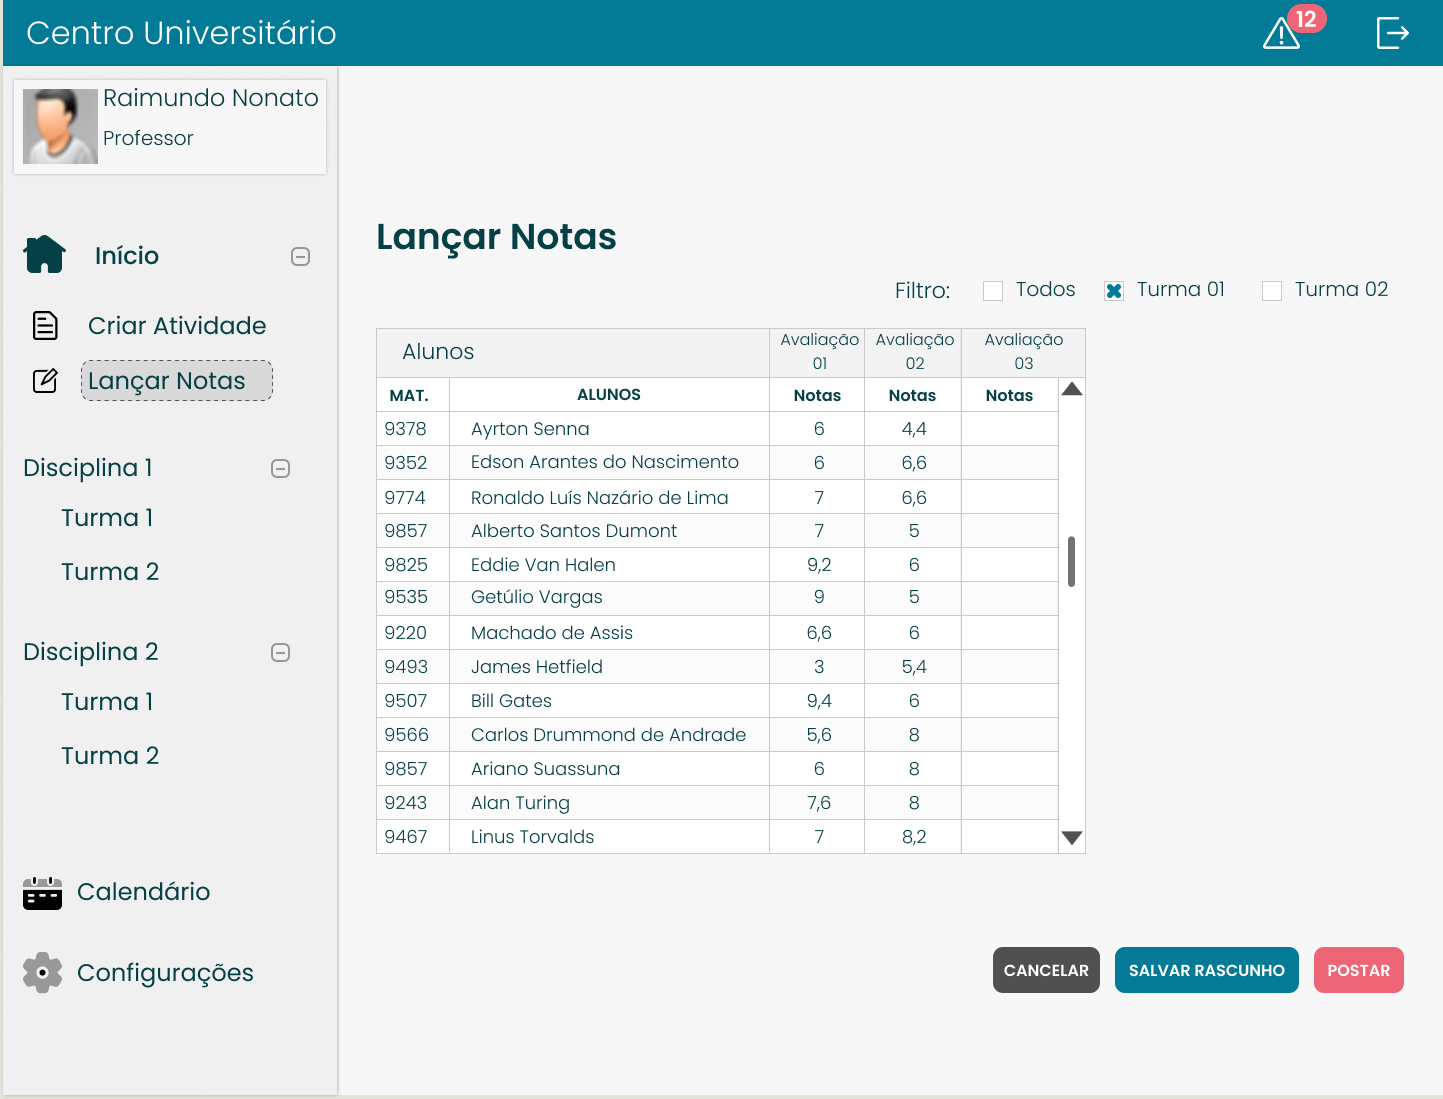 Centro Universitário
12
Raimundo Nonato
Professor
Início
Criar Atividade
Lançar Notas
Disciplina 1
Turma 1
Turma 2
Disciplina 2
Turma 1
Turma 2
Calendário
Configurações
Lançar Notas
Filtro: Todos Turma 01 Turma 02
Alunos Avaliação 01 Avaliação 02 Avaliação 03
MAT. ALUNOS Notas Notas Notas
9378 Ayrton Senna 6 4,4
9352 Edson Arantes do Nascimento 6 6,6
9774 Ronaldo Luís Nazário de Lima 7 6,6
9857 Alberto Santos Dumont 7 5
9825 Eddie Van Halen 9,2 6
9535 Getúlio Vargas 9 5
9220 Machado de Assis 6,6 6
9493 James Hetfield 3 5,4
9507 Bill Gates 9,4 6
9566 Carlos Drummond de Andrade 5,6 8
9857 Ariano Suassuna 6 8
9243 Alan Turing 7,6 8
9467 Linus Torvalds 7 8,2
CANCELAR SALVAR RASCUNHO POSTAR